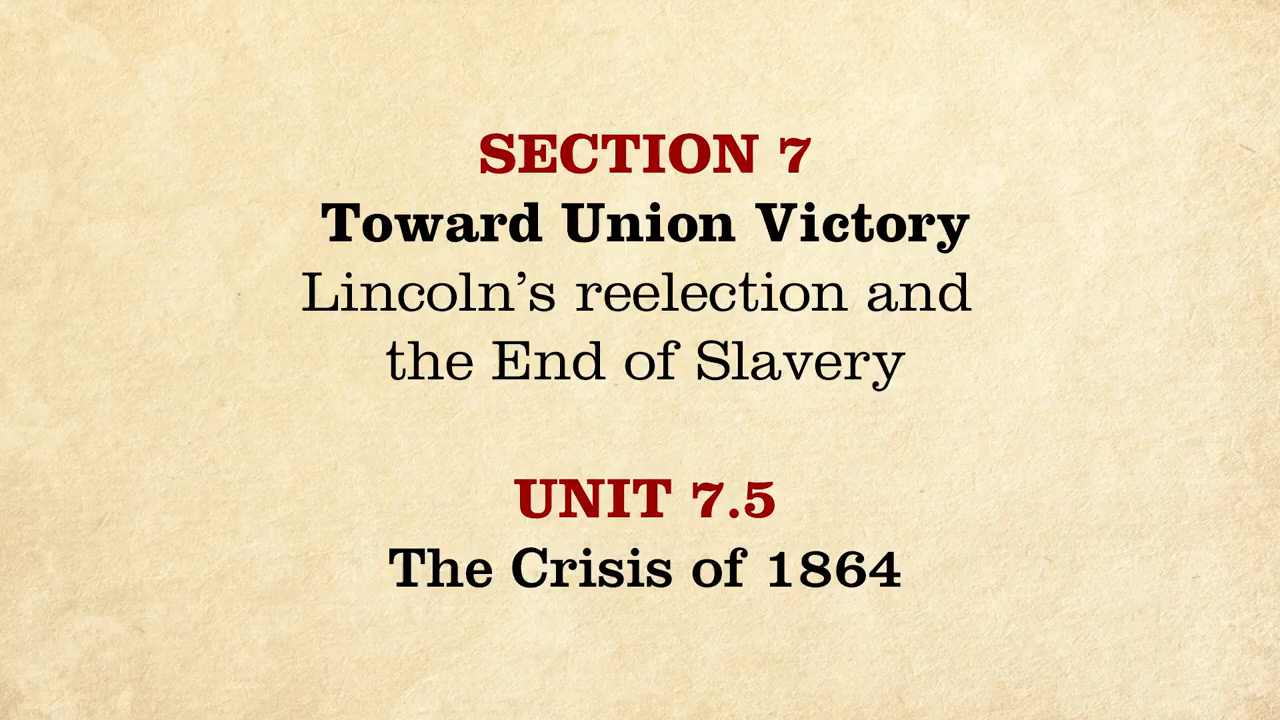 SECTION 7
Toward Union Victory
Lincoln’s reelection and
the End of Slavery
UNIT 7.5
The Crisis of 1864